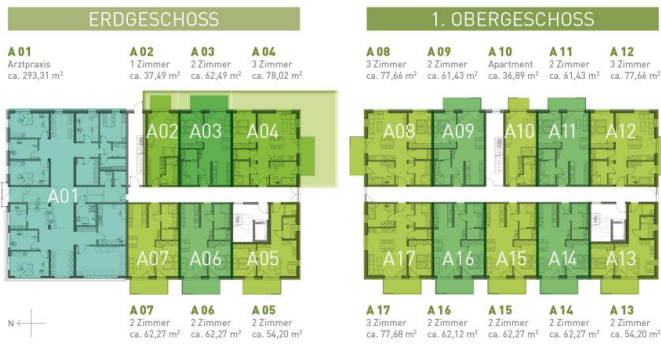 ERDGESCHOSS
1. OBERGESCHOSS
A 01
Arztpraxis
ca. 293,31 m²
A 02
1 Zimmer
ca. 37,49 m²
A 03
2 Zimmer
ca. 62,49 m²
A 04
3 Zimmer
ca. 78,02 m²
A 08
3 Zimmer
ca. 77,66 m²
A 09
2 Zimmer
ca. 61,43 m²
A 10
Apartment
ca. 36,89 m²
A 11
2 Zimmer
ca. 61,43 m²
A 12
3 Zimmer
ca. 77,66 m²
A02
A03
A04
A01
A07
A06
A05
A08
A09
A10
A11
A12
A17
A16
A15
A14
A13
N
A 07
2 Zimmer
ca. 62,27 m²
A 06
2 Zimmer
ca. 62,27 m²
A 05
2 Zimmer
ca. 54,20 m²
A 17
3 Zimmer
ca. 77,68 m²
A 16
2 Zimmer
ca. 62,12 m²
A 15
2 Zimmer
ca. 62,27 m²
A 14
2 Zimmer
ca. 62,27 m²
A 13
2 Zimmer
ca. 54,20 m²